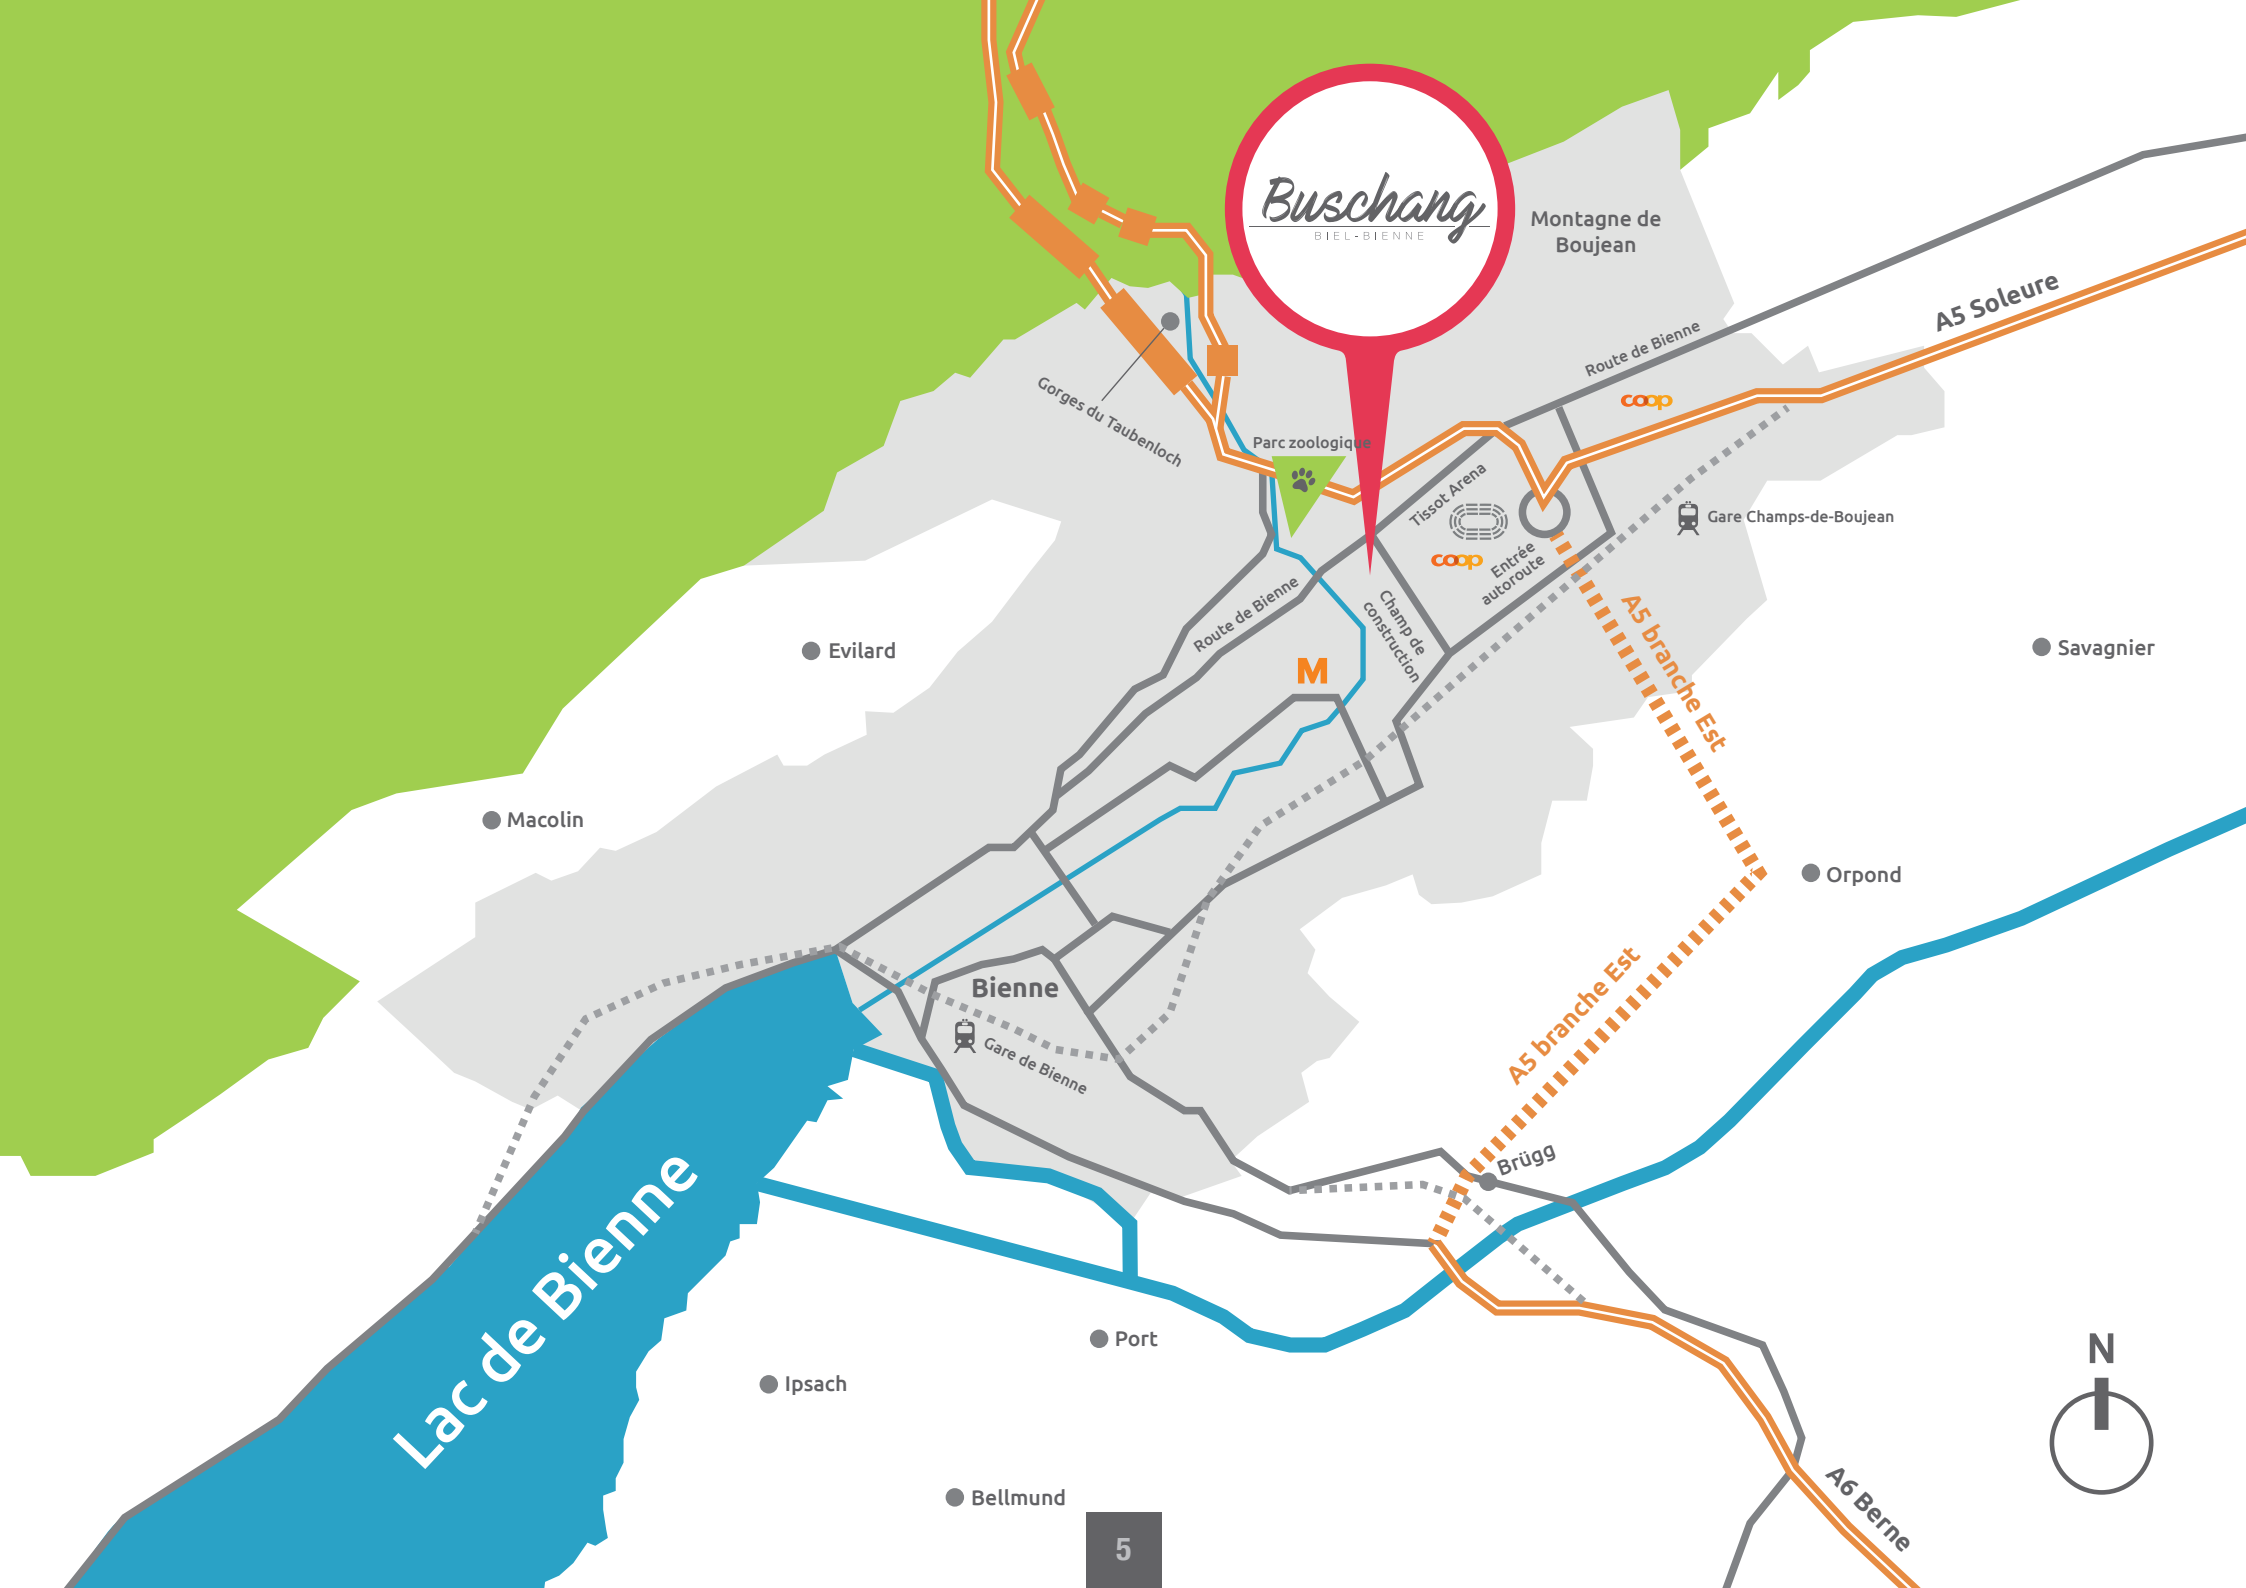 Buschang
BIEL-BIENNE
Montagne de
Boujean
A5 Soleure
Route de Bienne
coop
Gorges du Taubenloch
Parc zoologique
Tissot Arena
coop
Entrée
autoroute
Gare Champs-de-Boujean
Route de Bienne
Champ de
construction
M
A5 branche Est
Evilard
Savagnier
Macolin
Orpond
A5 branche Est
Bienne
Gare de Bienne
Brügg
Lac de Bienne
Port
Ipsach
Bellmund
A6 Berne
N
5